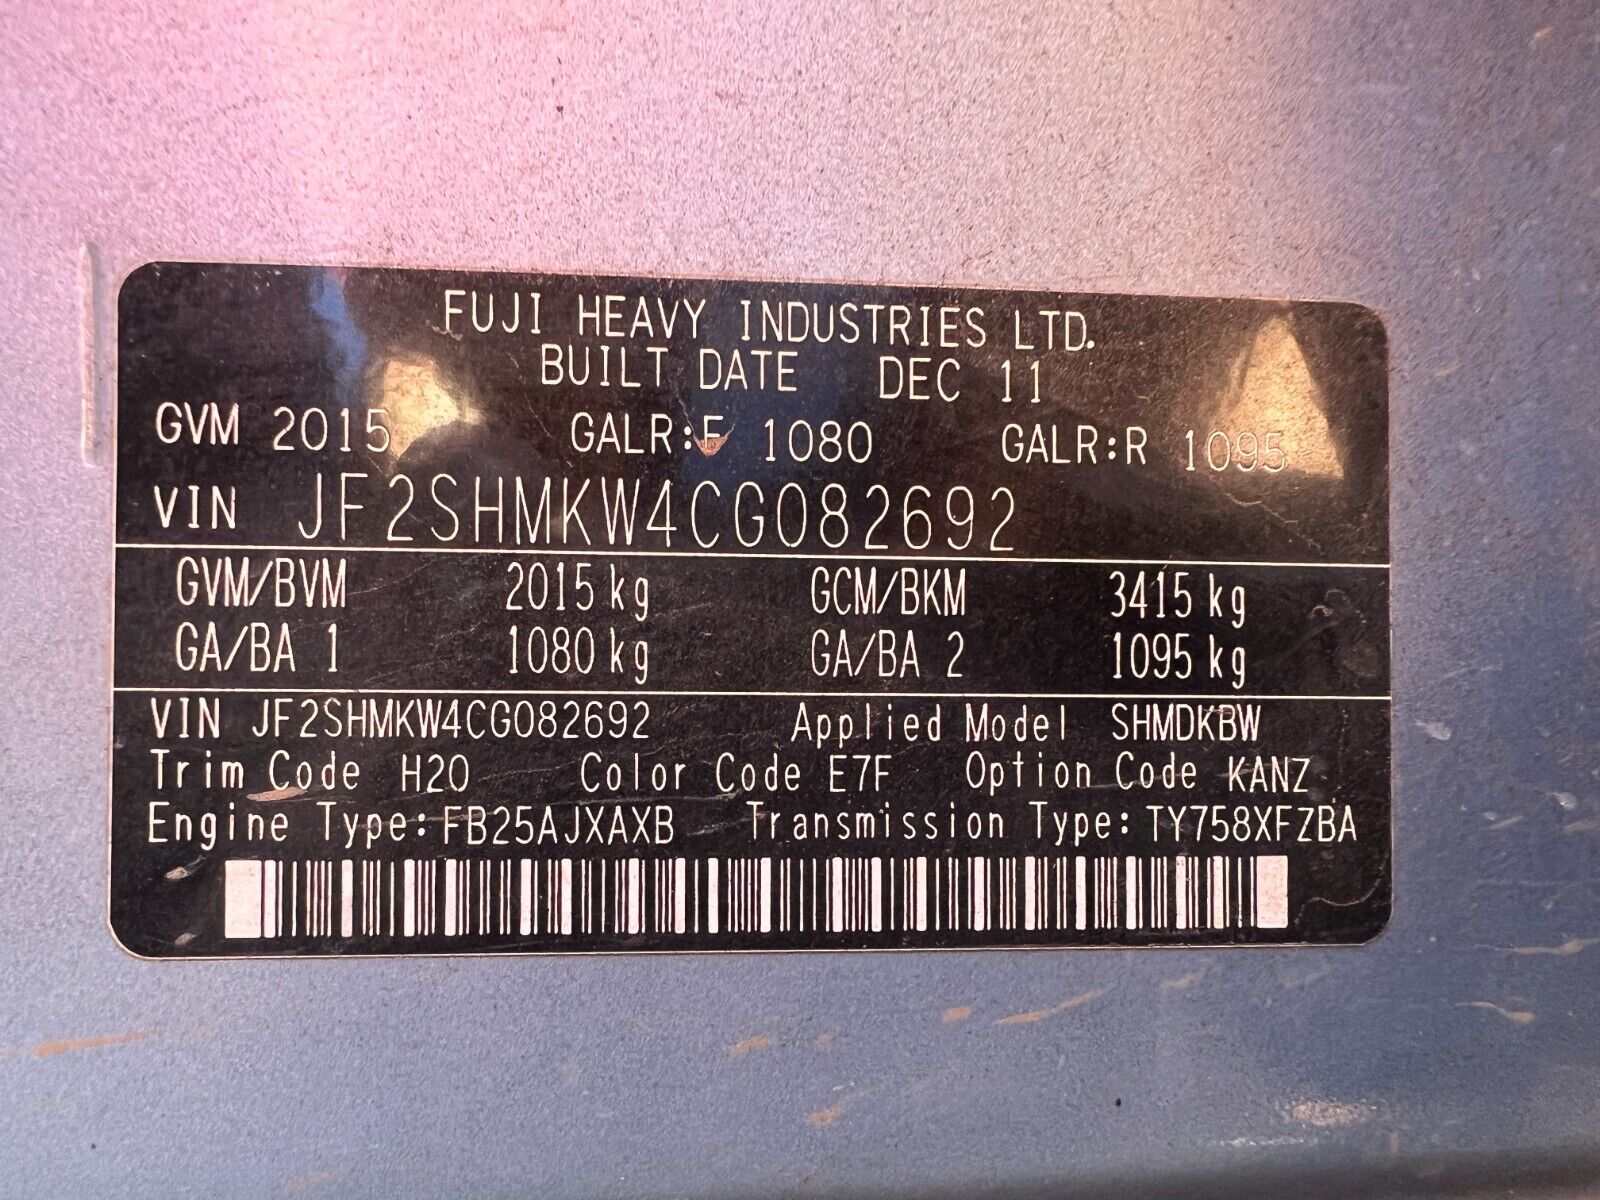 FUJI HEAVY INDUSTRIES LTD.
BUILT DATE DEC 11
GVM 2015 GALR:F 1080 GALR:R 1095
VIN JF2SHMKW4CG082692
GVM/BVM 2015 kg GCM/BKM 3415 kg
GA/BA 1 1080 kg GA/BA 2 1095 kg
VIN JF2SHMKW4CG082692 Applied Model SHMDKBW
Trim Code H20 Color Code E7F Option Code KANZ
Engine Type: FB25AJXAXB Transmission Type: TY758XFZBA